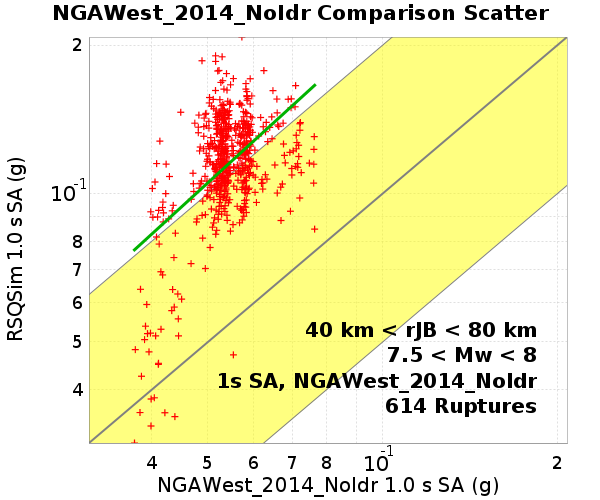 NGAWest_2014_NoIdr Comparison Scatter
2
10^-1
8
7
6
5
4
RSQSim 1.0 s SA (g)
40 km < rJB < 80 km
7.5 < Mw < 8
1s SA, NGAWest_2014_NoIdr
614 Ruptures
4 5 6 7 8 10^-1 2
NGAWest_2014_NoIdr 1.0 s SA (g)